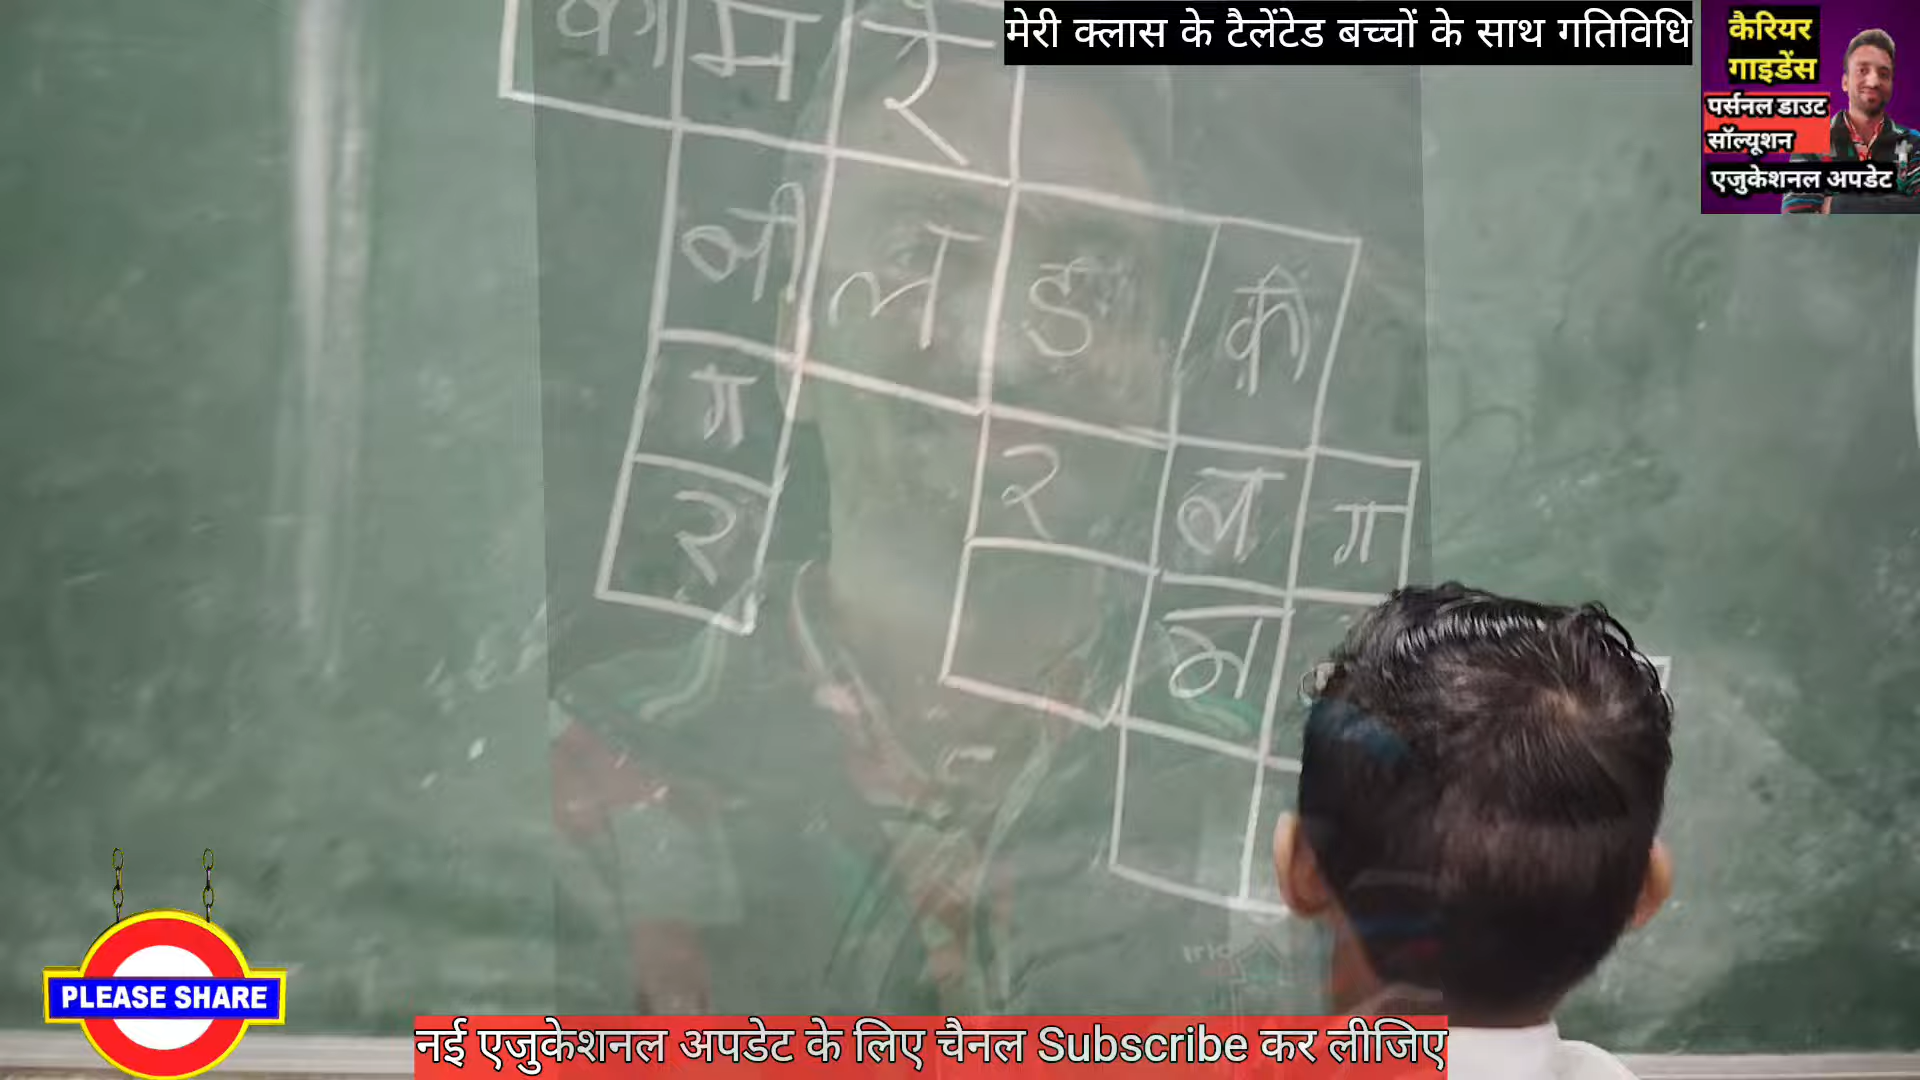 मेरी क्लास के टैलेंटेड बच्चों के साथ गतिविधि
कैरियर
गाइडेंस
पर्सनल डाउट
सॉल्यूशन
एजुकेशनल अपडेट
का म रे
ल ड की
ग
र
र ब ग
म
PLEASE SHARE
नई एजुकेशनल अपडेट के लिए चैनल Subscribe कर लीजिए